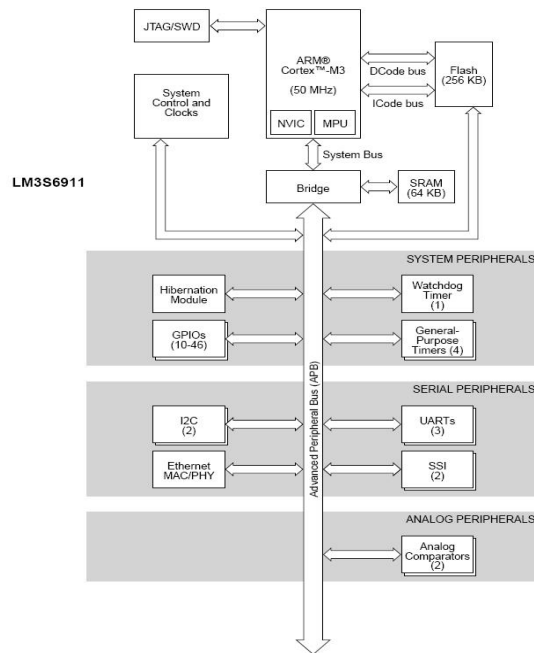 JTAG/SWD
ARM®
Cortex™-M3
(50 MHz)
NVIC
MPU
DCode bus
ICode bus
Flash
(256 KB)
System
Control and
Clocks
System Bus
LM3S6911
Bridge
SRAM
(64 KB)
SYSTEM PERIPHERALS
Hibernation
Module
Watchdog
Timer
(1)
GPIOs
(10-46)
General-
Purpose
Timers (4)
Advanced Peripheral Bus (APB)
SERIAL PERIPHERALS
I2C
(2)
UARTs
(3)
Ethernet
MAC/PHY
SSI
(2)
ANALOG PERIPHERALS
Analog
Comparators
(2)